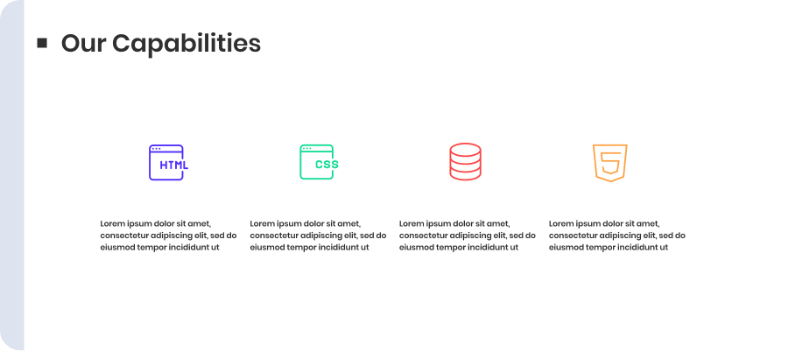 Our Capabilities
HTML
CSS
5
Lorem ipsum dolor sit amet,
consectetur adipiscing elit, sed do
eiusmod tempor incididunt ut
Lorem ipsum dolor sit amet,
consectetur adipiscing elit, sed do
eiusmod tempor incididunt ut
Lorem ipsum dolor sit amet,
consectetur adipiscing elit, sed do
eiusmod tempor incididunt ut
Lorem ipsum dolor sit amet,
consectetur adipiscing elit, sed do
eiusmod tempor incididunt ut